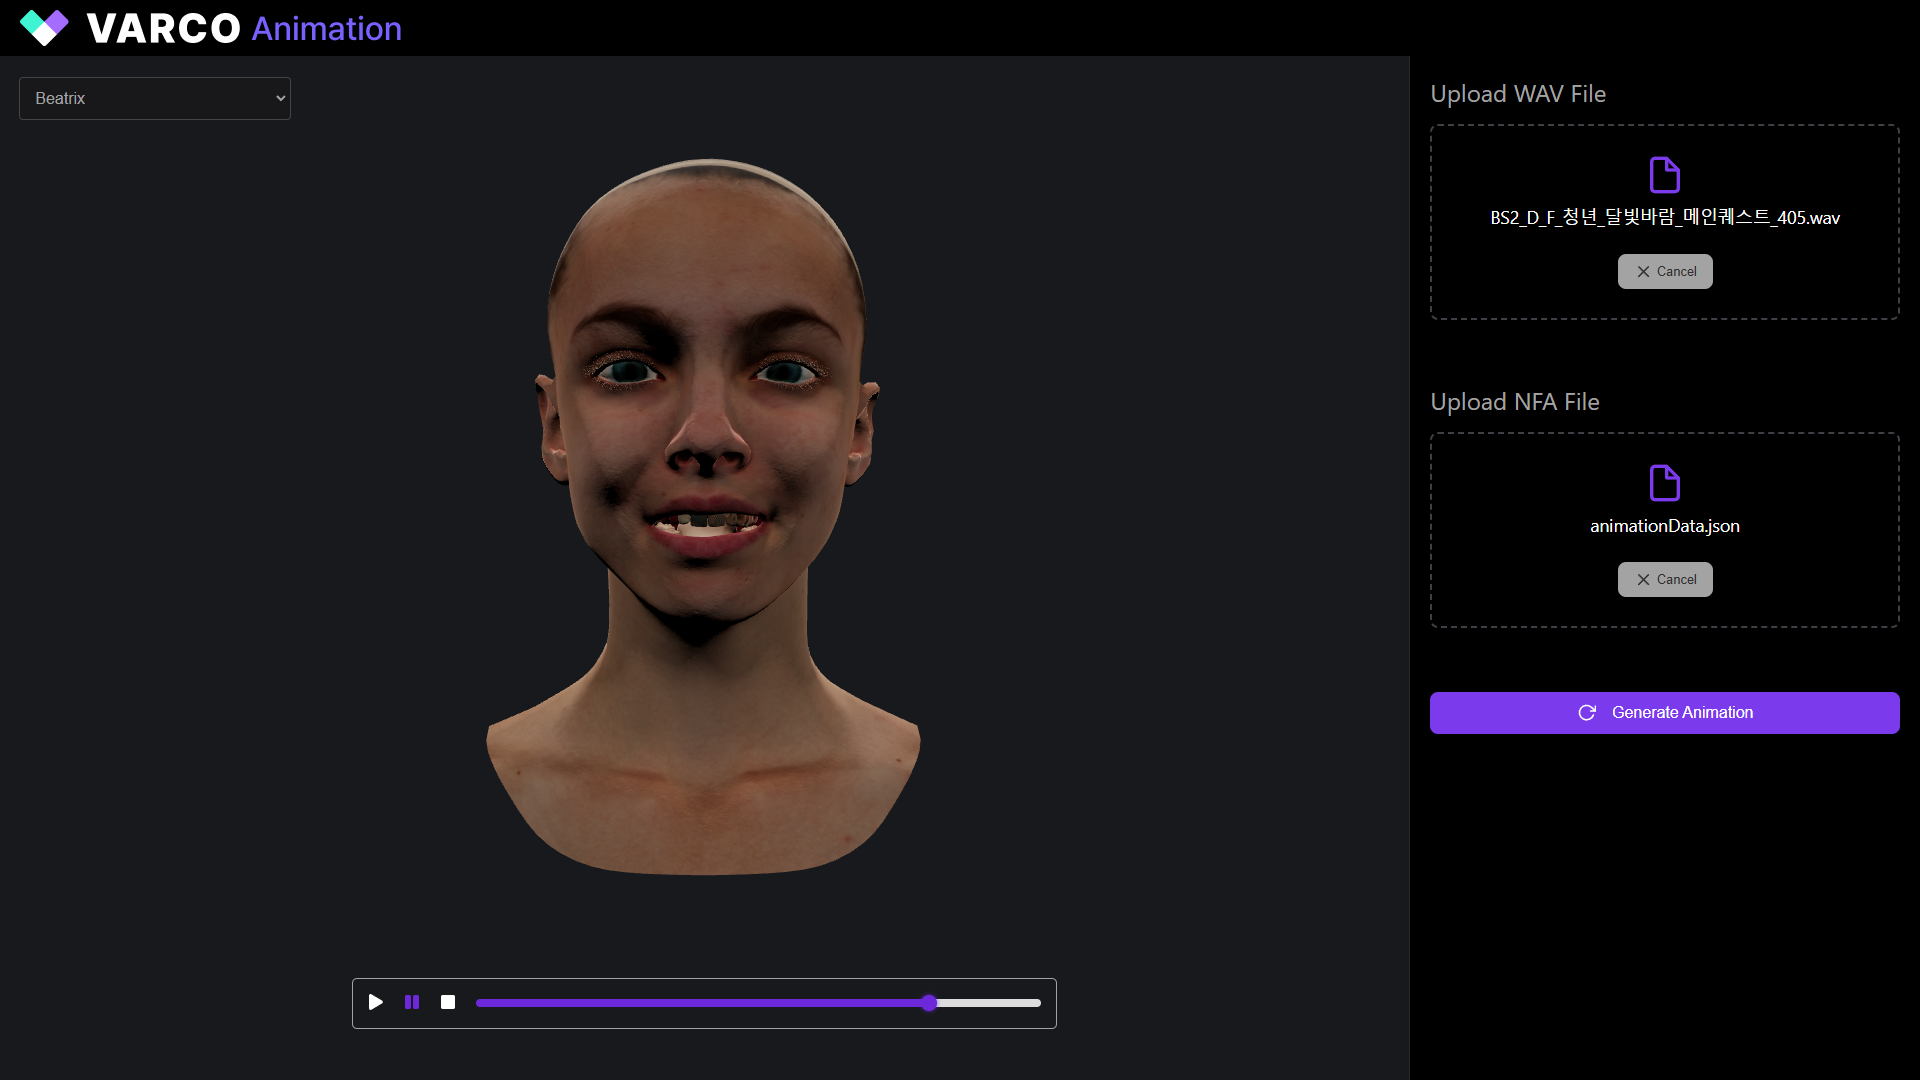 VARCO Animation
Beatrix
Upload WAV File
BS2_D_F_청년_달빛바람_메인퀘스트_405.wav
Cancel
Upload NFA File
animationData.json
Cancel
Generate Animation